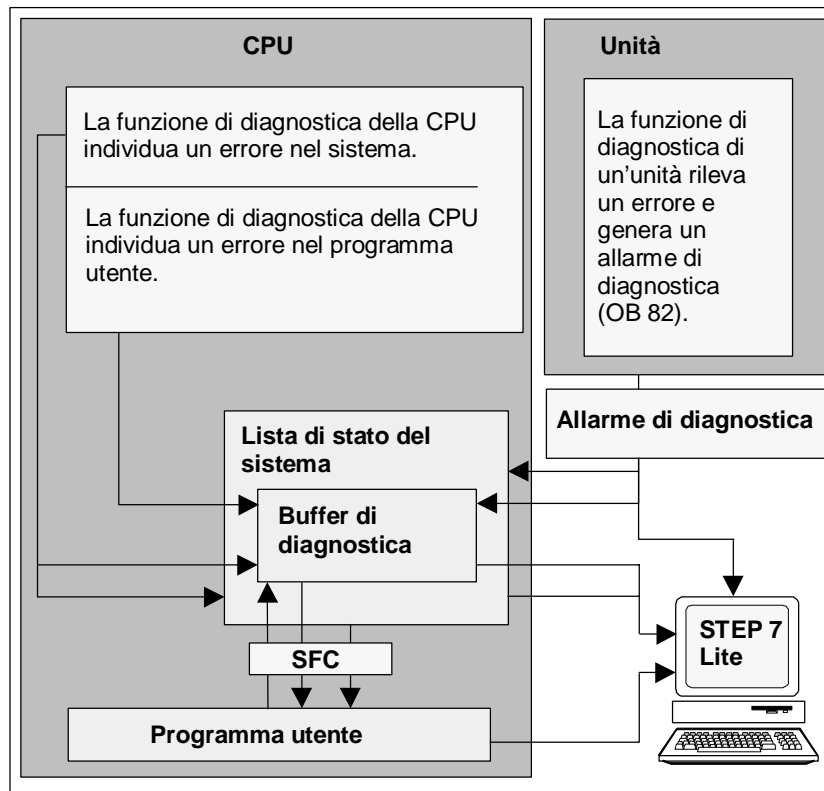 CPU
La funzione di diagnostica della CPU
individua un errore nel sistema.
La funzione di diagnostica della CPU
individua un errore nel programma
utente.
Unità
La funzione di
diagnostica di
un'unità rileva
un errore e
genera un
allarme di
diagnostica
(OB 82).
Allarme di diagnostica
Lista di stato del
sistema
Buffer di
diagnostica
SFC
Programma utente
STEP 7
Lite